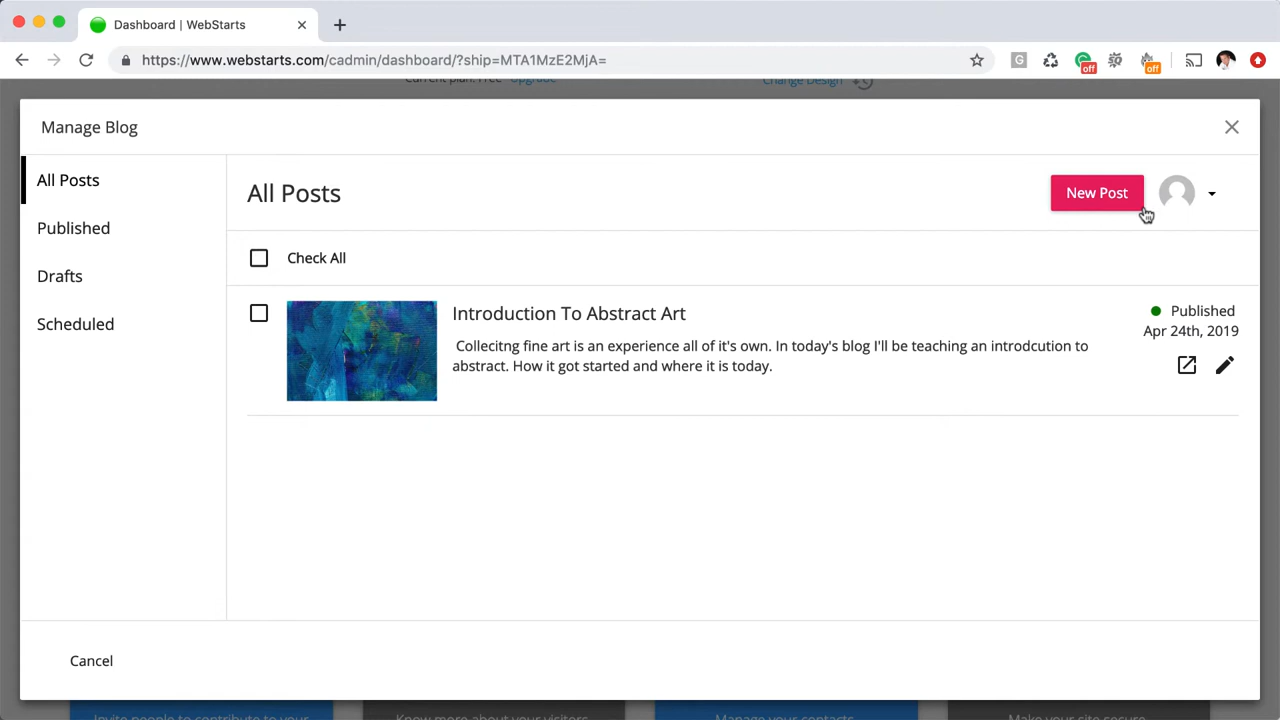 Dashboard | WebStarts
https://www.webstarts.com/cadmin/dashboard/?ship=MTA1MzE2MjA=
G
off
off
Current plan: Free Upgrade
Change Design
Manage Blog
All Posts
Published
Drafts
Scheduled
All Posts
New Post
Check All
Introduction To Abstract Art
Collecitng fine art is an experience all of it's own. In today's blog I'll be teaching an introdcution to
abstract. How it got started and where it is today.
Published
Apr 24th, 2019
Cancel
Invite people to contribute to your
Know more about your visitors
Manage your contacts
Make your site secure